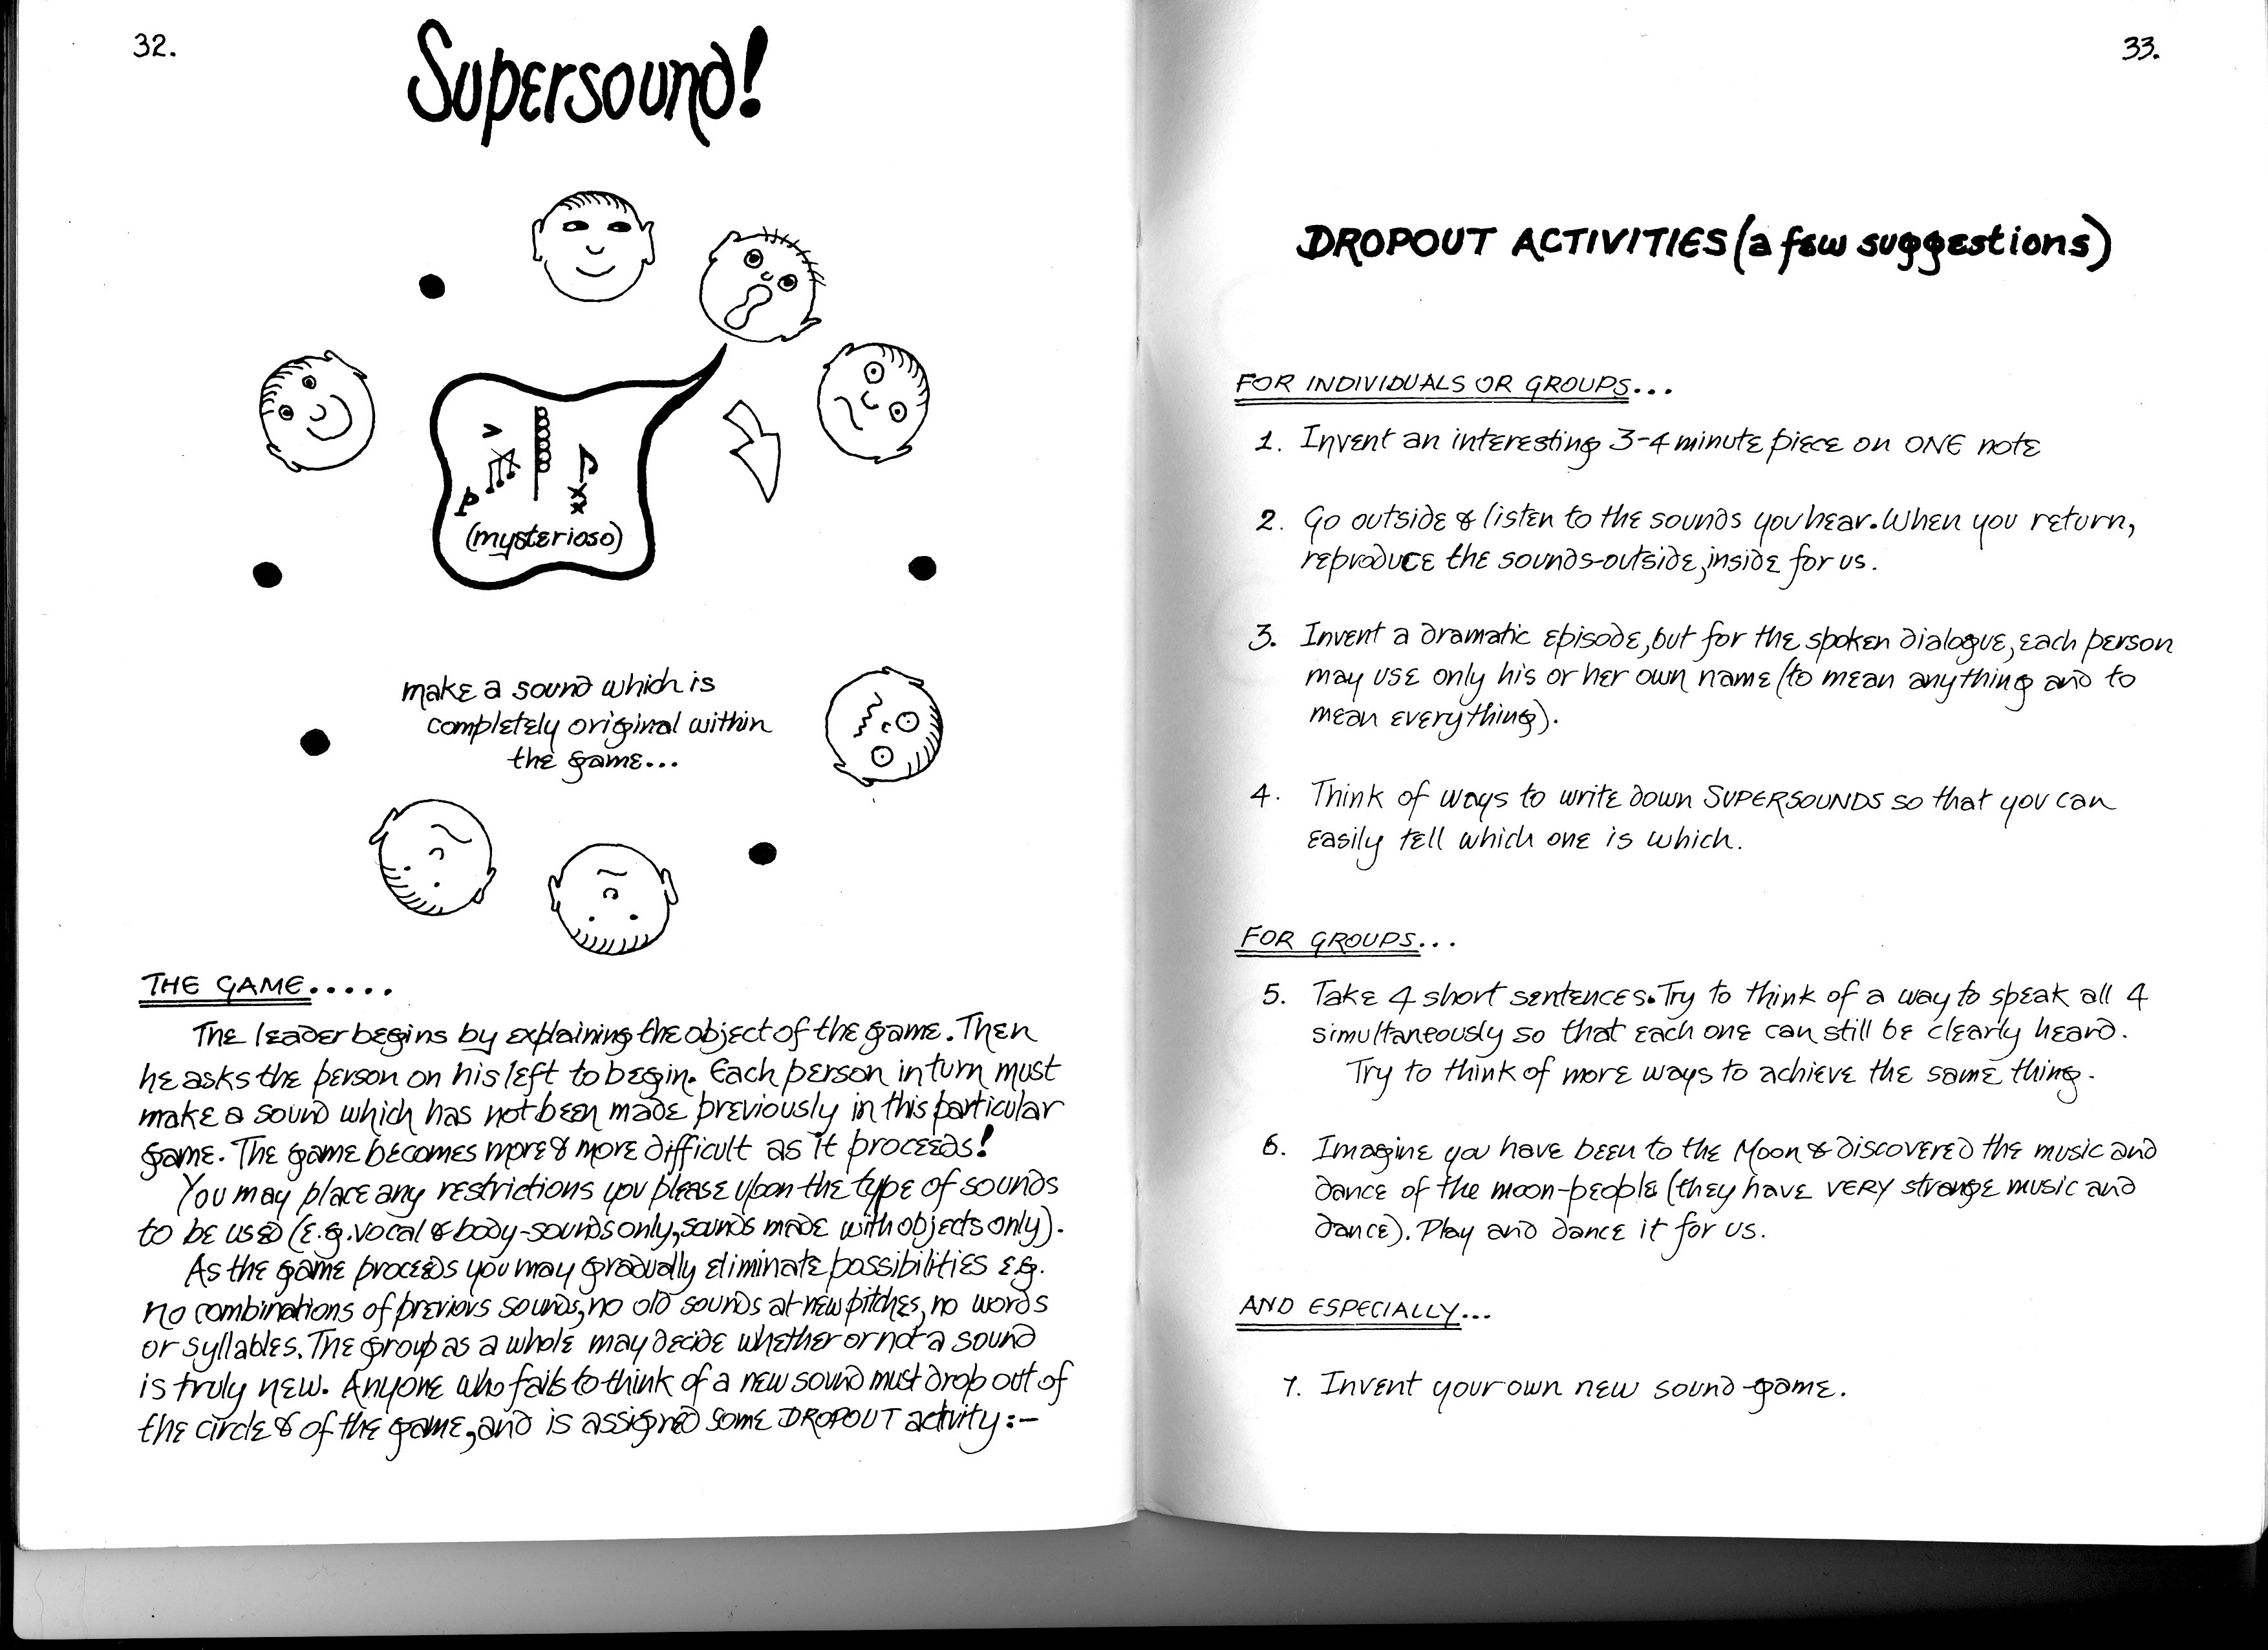 32.
Supersound!
p
(mysterioso)
make a sound which is
completely original within
the game...
THE GAME.....
The leader begins by explaining the object of the game. Then
he asks the person on his left to begin. Each person in turn must
make a sound which has not been made previously in this particular
game. The game becomes more & more difficult as it proceeds!
You may place any restrictions you please upon the type of sounds
to be used (e.g. vocal & body-sounds only, sounds made with objects only).
As the game proceeds you may gradually eliminate possibilities e.g.
no combinations of previous sounds, no old sounds at new pitches, no words
or syllables. The group as a whole may decide whether or not a sound
is truly new. Anyone who fails to think of a new sound must drop out of
the circle & of the game, and is assigned some DROPOUT activity:-
33.
DROPOUT ACTIVITIES (a few suggestions)
FOR INDIVIDUALS OR GROUPS...
1. Invent an interesting 3-4 minute piece on ONE note
2. Go outside & listen to the sounds you hear. When you return,
reproduce the sounds-outside, inside for us.
3. Invent a dramatic episode, but for the spoken dialogue, each person
may use only his or her own name (to mean anything and to
mean everything).
4. Think of ways to write down SUPERSOUNDS so that you can
easily tell which one is which.
FOR GROUPS...
5. Take 4 short sentences. Try to think of a way to speak all 4
simultaneously so that each one can still be clearly heard.
Try to think of more ways to achieve the same thing.
6. Imagine you have been to the Moon & discovered the music and
dance of the moon-people (they have VERY strange music and
dance). Play and dance it for us.
AND ESPECIALLY...
7. Invent your own new sound-game.